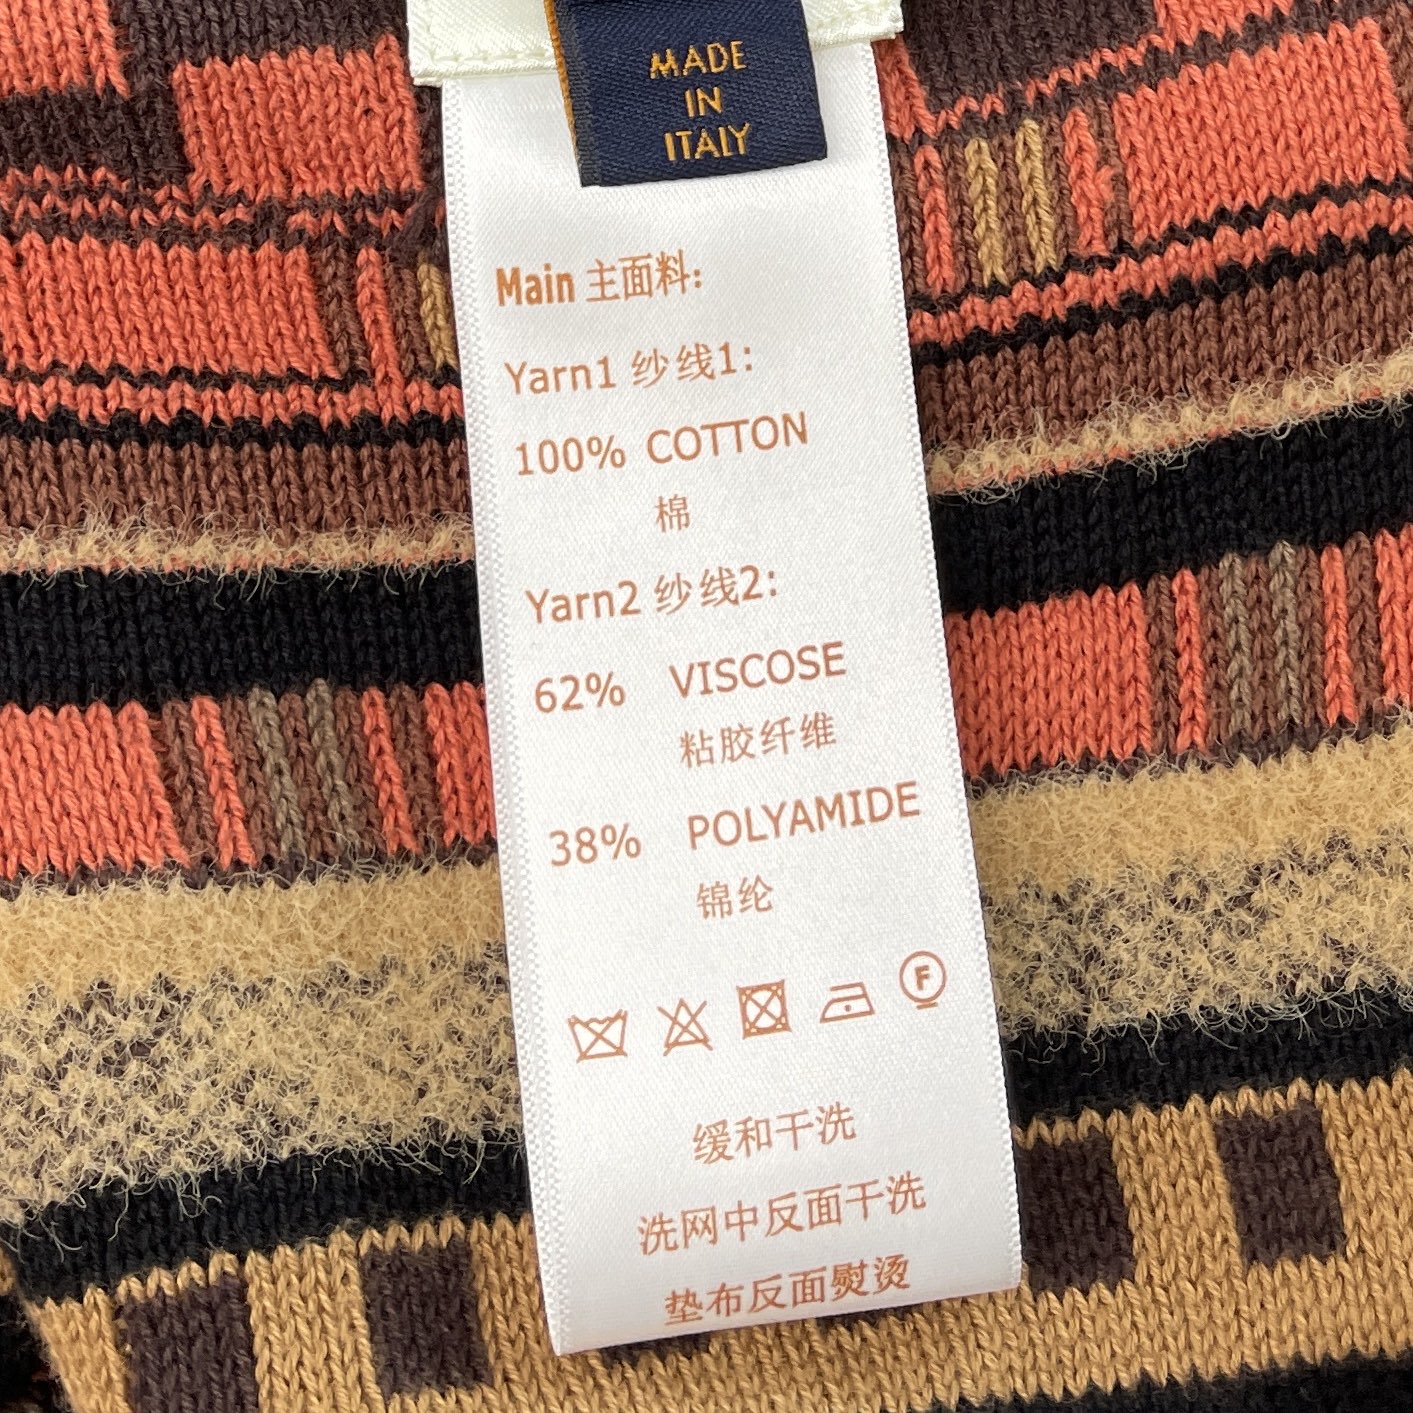 MADE
IN
ITALY
Main 主面料:
Yarn1 纱线1:
100% COTTON
棉
Yarn2 纱线2:
62% VISCOSE
粘胶纤维
38% POLYAMIDE
锦纶
F
缓和干洗
洗网中反面干洗
垫布反面熨烫